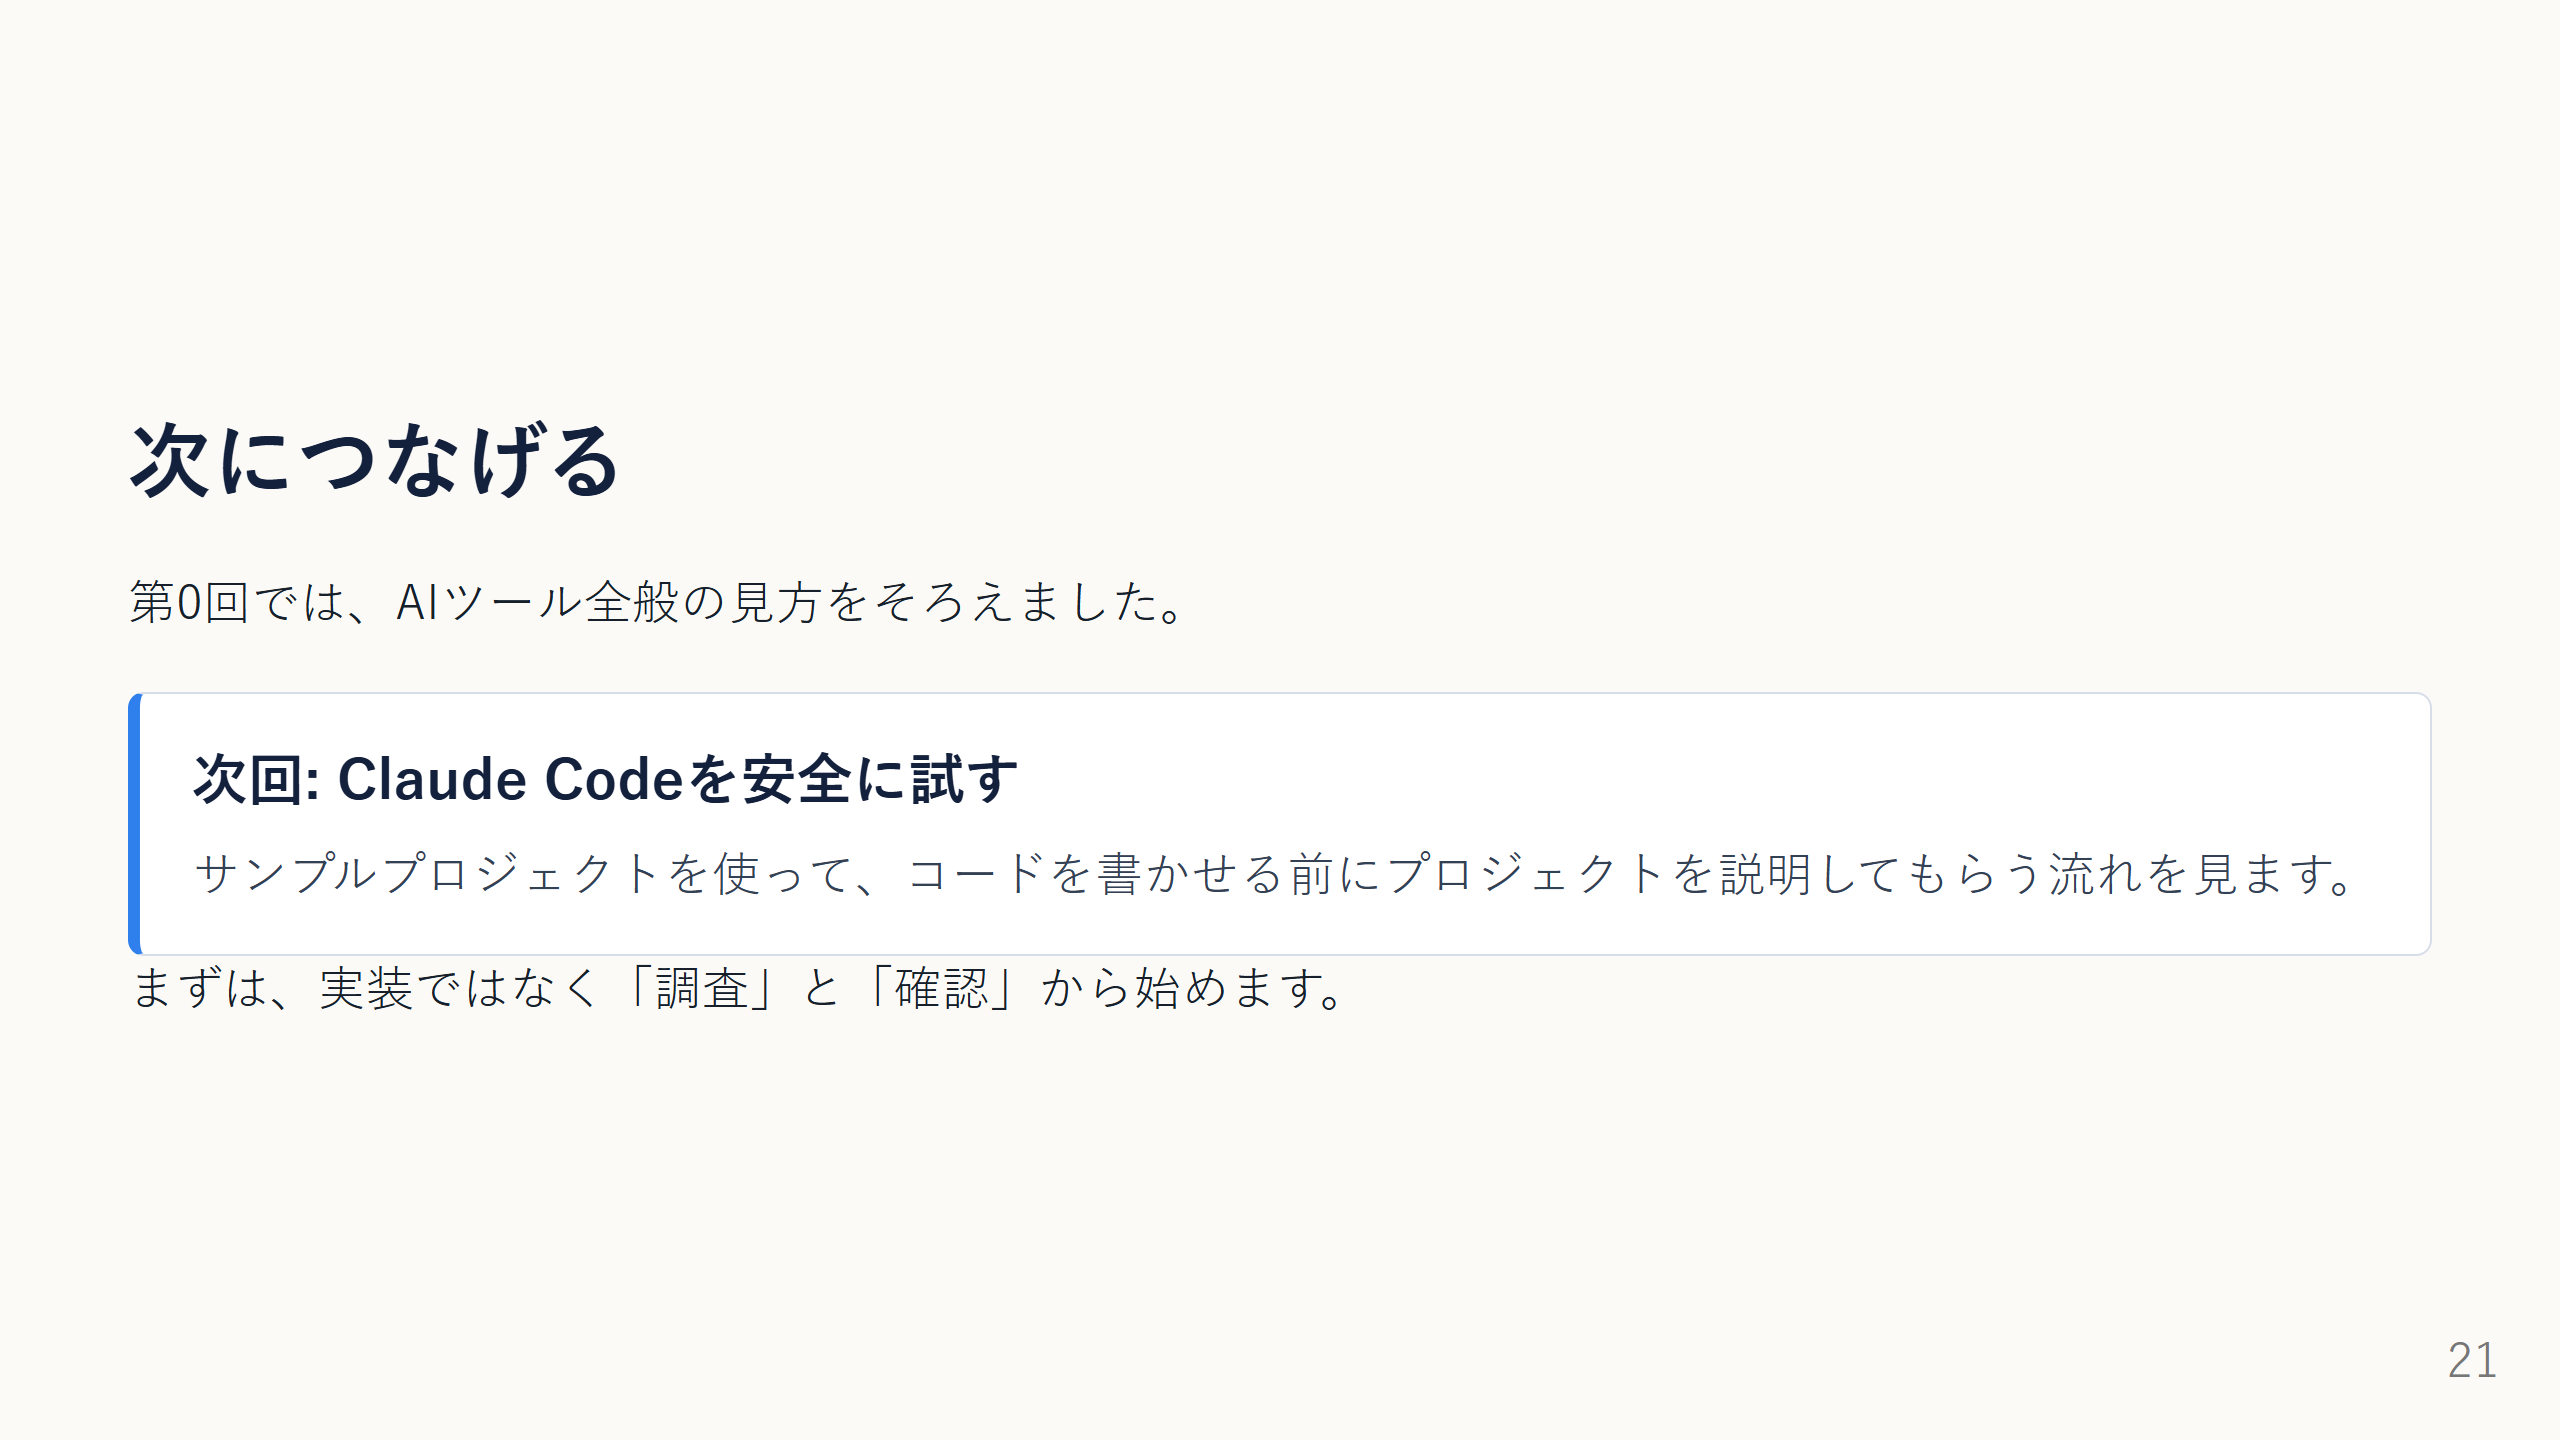 次につなげる
第0回では、AIツール全般の見方をそろえました。
次回: Claude Codeを安全に試す
サンプルプロジェクトを使って、コードを書かせる前にプロジェクトを説明してもらう流れを見ます。
まずは、実装ではなく「調査」と「確認」から始めます。
21